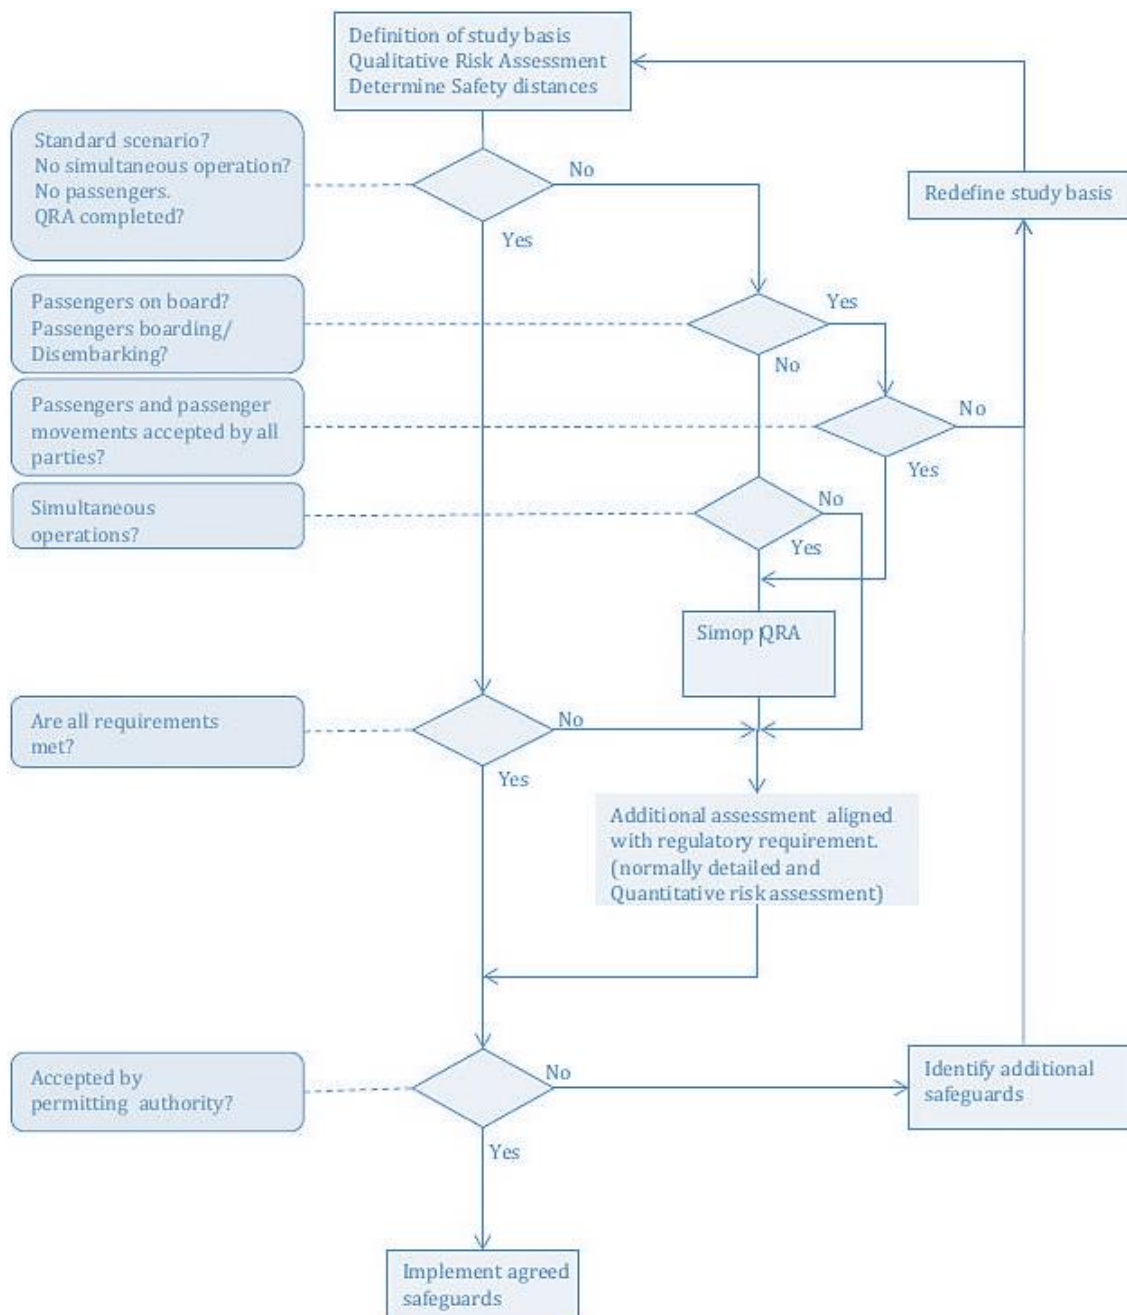 Definition of study basis
Qualitative Risk Assessment
Determine Safety distances
Standard scenario?
No simultaneous operation?
No passengers.
QRA completed?
No
Yes
Redefine study basis
Passengers on board?
Passengers boarding/
Disembarking?
Yes
No
Passengers and passenger
movements accepted by all
parties?
No
Yes
Simultaneous
operations?
No
Yes
Simop QRA
Are all requirements
met?
No
Yes
Additional assessment aligned
with regulatory requirement.
(normally detailed and
Quantitative risk assessment)
Accepted by
permitting authority?
No
Yes
Identify additional
safeguards
Implement agreed
safeguards